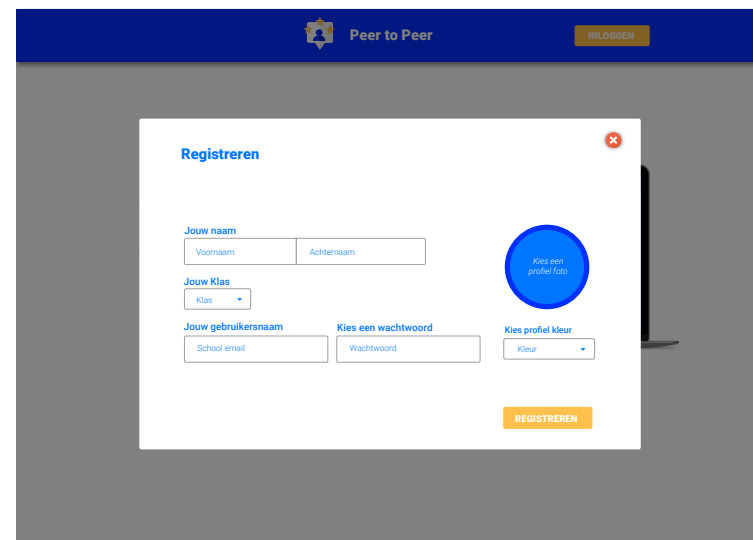 Peer to Peer
INLOGGEN
Registreren
Jouw naam
Voornaam
Achternaam
Kies een
profiel foto
Jouw Klas
Klas
Jouw gebruikersnaam
Kies een wachtwoord
Kies profiel kleur
School email
Wachtwoord
Kleur
REGISTREREN